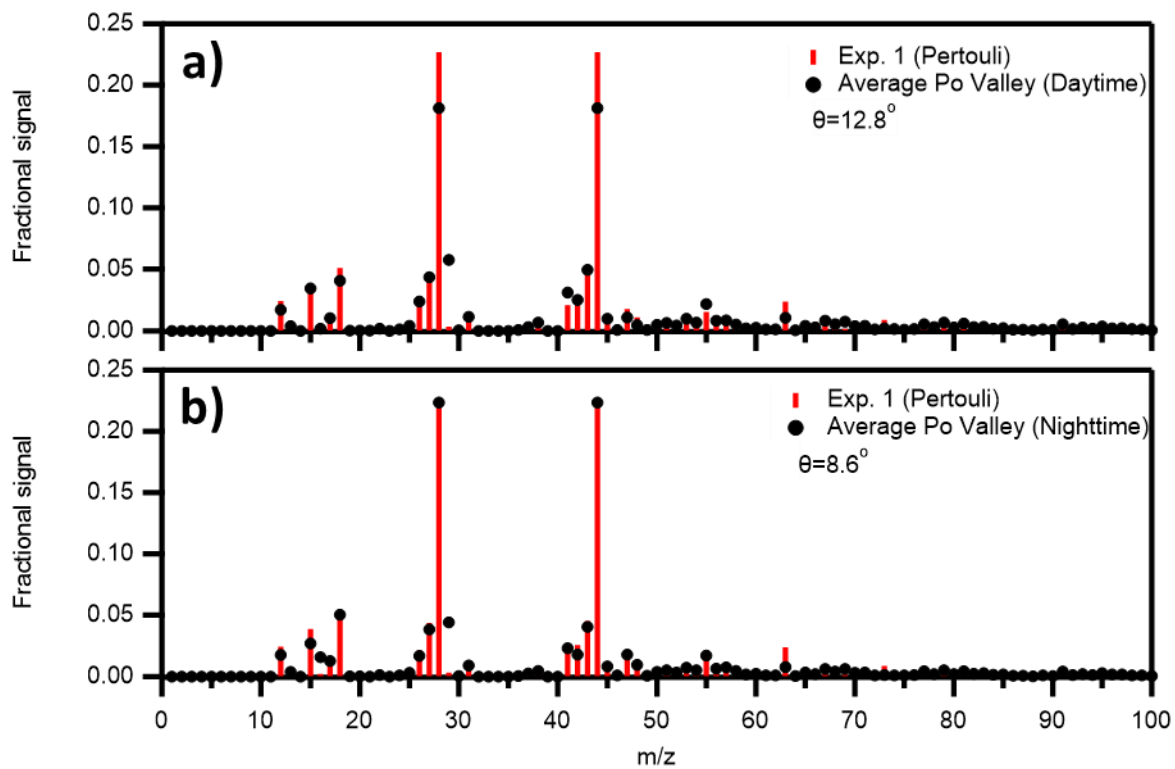 0.25
0.20
0.15
0.10
0.05
0.00
Fractional signal
a)
Exp. 1 (Pertouli)
Average Po Valley (Daytime)
θ=12.8°
0.25
0.20
0.15
0.10
0.05
0.00
Fractional signal
b)
Exp. 1 (Pertouli)
Average Po Valley (Nighttime)
θ=8.6°
0 10 20 30 40 50 60 70 80 90 100
m/z